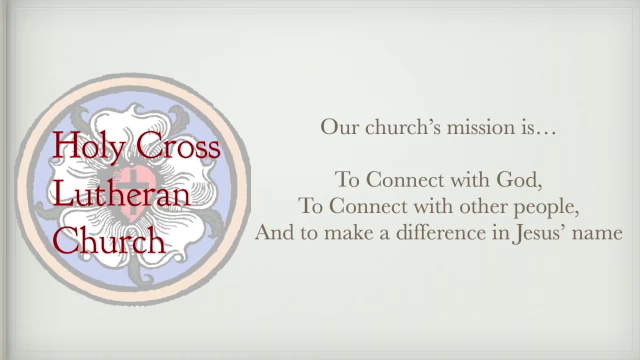 Holy Cross
Lutheran
Church
Our church’s mission is…
To Connect with God,
To Connect with other people,
And to make a difference in Jesus’ name